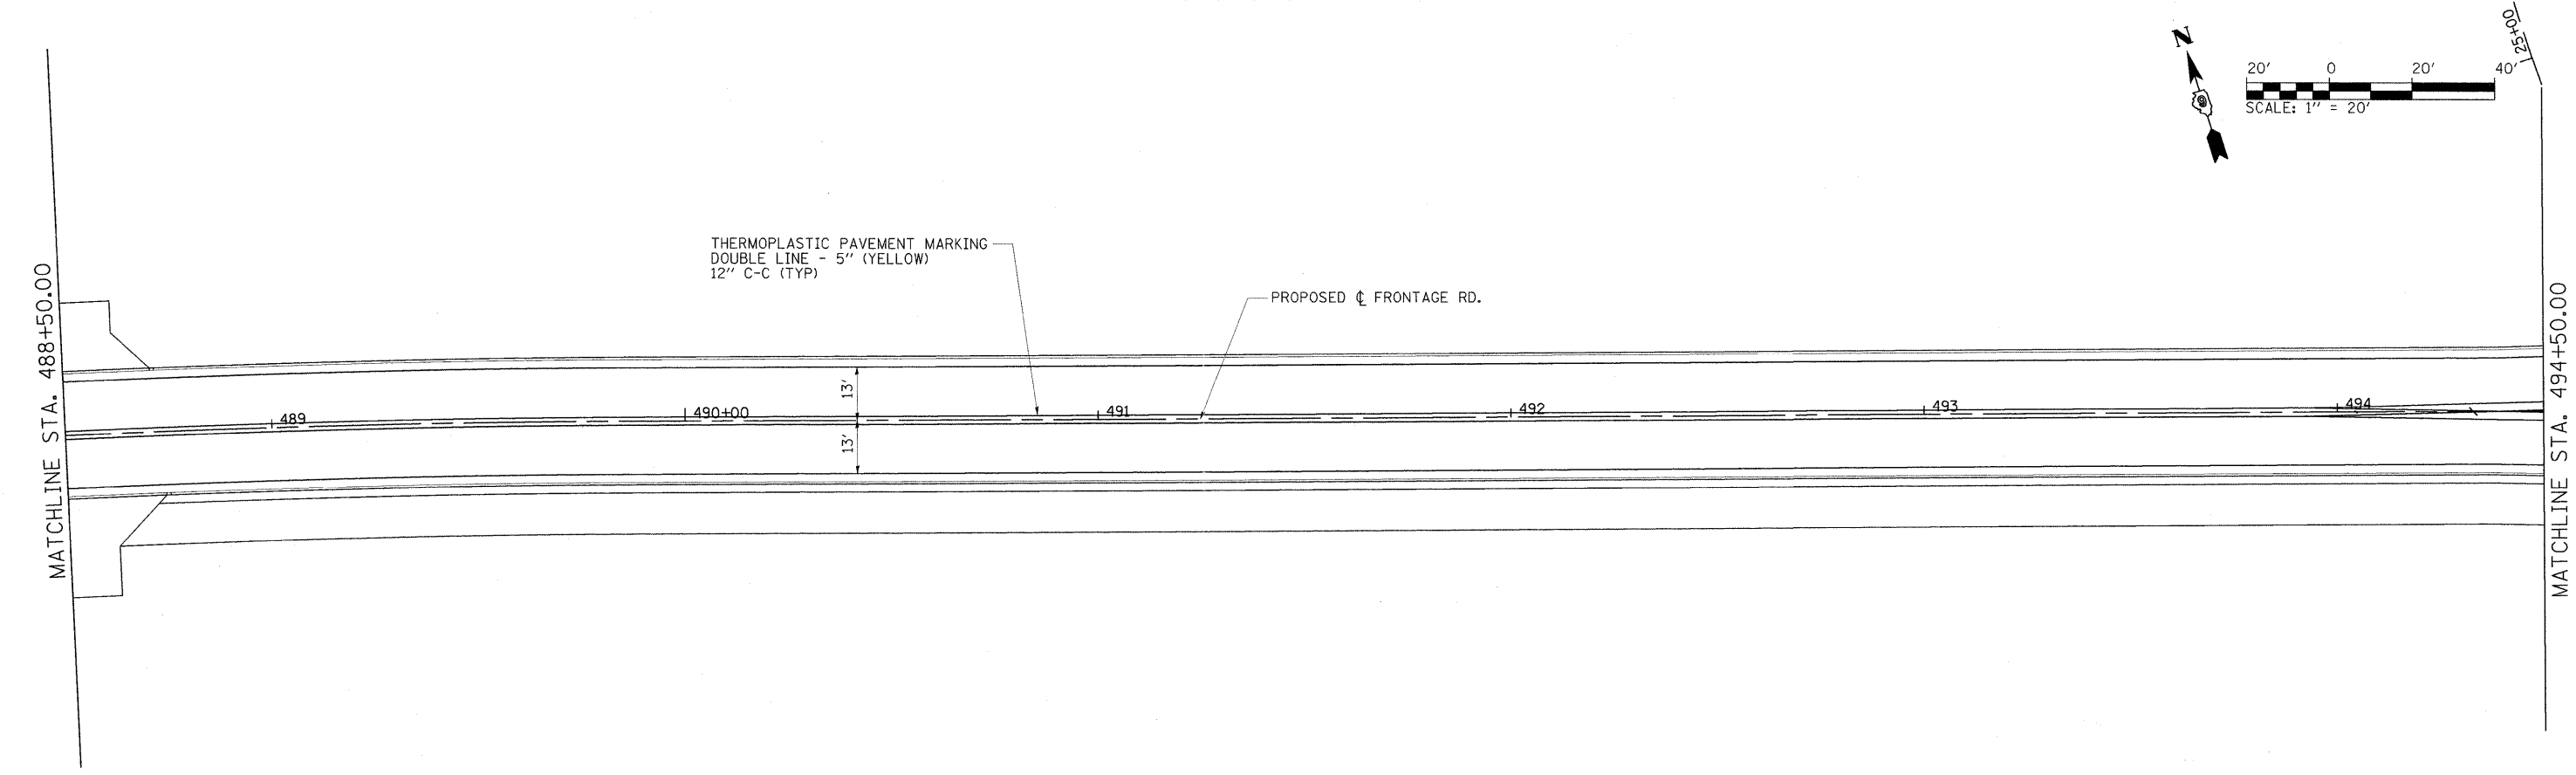 25+00
N
20' 0 20' 40'
SCALE: 1" = 20'
THERMOPLASTIC PAVEMENT MARKING
DOUBLE LINE - 5" (YELLOW)
12" C-C (TYP)
PROPOSED ℄ FRONTAGE RD.
MATCHLINE STA. 488+50.00
MATCHLINE STA. 494+50.00
13'
489 490+00 491 492 493 494
13'